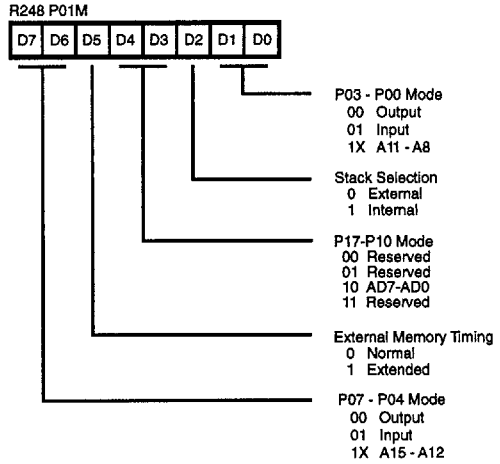 R248 P01M
D7 D6 D5 D4 D3 D2 D1 D0
P03 - P00 Mode
00 Output
01 Input
1X A11 - A8
Stack Selection
0 External
1 Internal
P17-P10 Mode
00 Reserved
01 Reserved
10 AD7-AD0
11 Reserved
External Memory Timing
0 Normal
1 Extended
P07 - P04 Mode
00 Output
01 Input
1X A15 - A12